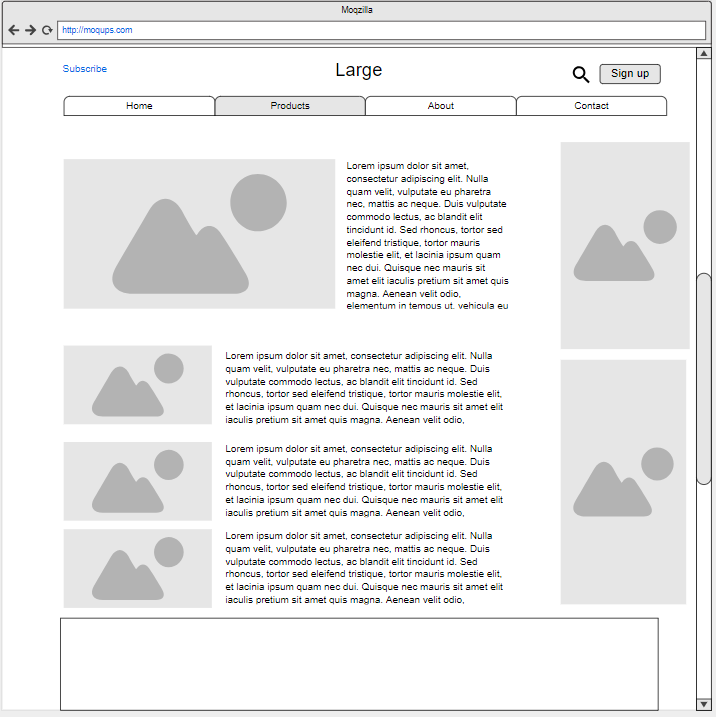 Moqzilla
http://moqups.com
Subscribe
Large
Sign up
Home
Products
About
Contact
Lorem ipsum dolor sit amet,
consectetur adipiscing elit. Nulla
quam velit, vulputate eu pharetra
nec, mattis ac neque. Duis vulputate
commodo lectus, ac blandit elit
tincidunt id. Sed rhoncus, tortor sed
eleifend tristique, tortor mauris
molestie elit, et lacinia ipsum quam
nec dui. Quisque nec mauris sit
amet elit iaculis pretium sit amet quis
magna. Aenean velit odio,
elementum in tempus ut, vehicula eu
Lorem ipsum dolor sit amet, consectetur adipiscing elit. Nulla
quam velit, vulputate eu pharetra nec, mattis ac neque. Duis
vulputate commodo lectus, ac blandit elit tincidunt id. Sed
rhoncus, tortor sed eleifend tristique, tortor mauris molestie elit,
et lacinia ipsum quam nec dui. Quisque nec mauris sit amet elit
iaculis pretium sit amet quis magna. Aenean velit odio,
Lorem ipsum dolor sit amet, consectetur adipiscing elit. Nulla
quam velit, vulputate eu pharetra nec, mattis ac neque. Duis
vulputate commodo lectus, ac blandit elit tincidunt id. Sed
rhoncus, tortor sed eleifend tristique, tortor mauris molestie elit,
et lacinia ipsum quam nec dui. Quisque nec mauris sit amet elit
iaculis pretium sit amet quis magna. Aenean velit odio,
Lorem ipsum dolor sit amet, consectetur adipiscing elit. Nulla
quam velit, vulputate eu pharetra nec, mattis ac neque. Duis
vulputate commodo lectus, ac blandit elit tincidunt id. Sed
rhoncus, tortor sed eleifend tristique, tortor mauris molestie elit,
et lacinia ipsum quam nec dui. Quisque nec mauris sit amet elit
iaculis pretium sit amet quis magna. Aenean velit odio,